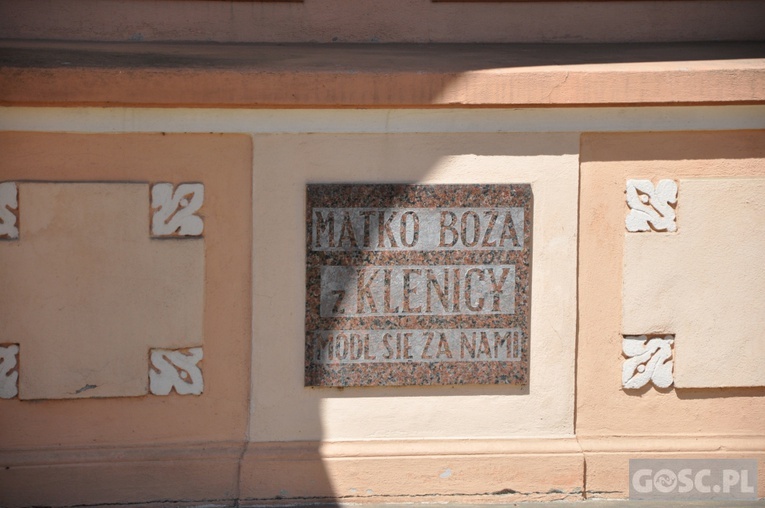 MATKO BOŻA
z KLENICY
MÓDL SIĘ ZA NAMI
GOSC.PL